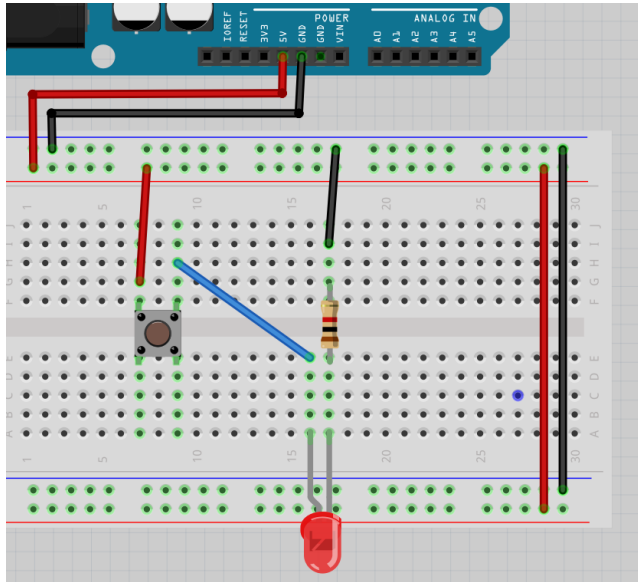 POWER
ANALOG IN
IOREF
RESET
3V3
5V
GND
GND
VIN
A0
A1
A2
A3
A4
A5
1
5
10
15
20
25
30
J
I
H
G
F
E
D
C
B
A
J
I
H
G
F
E
D
C
B
A
1
5
10
15
20
25
30